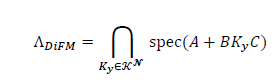 Λ_{DiFM} = ⋂_{K_y∈𝒦^𝒩} spec(A + BK_yC)